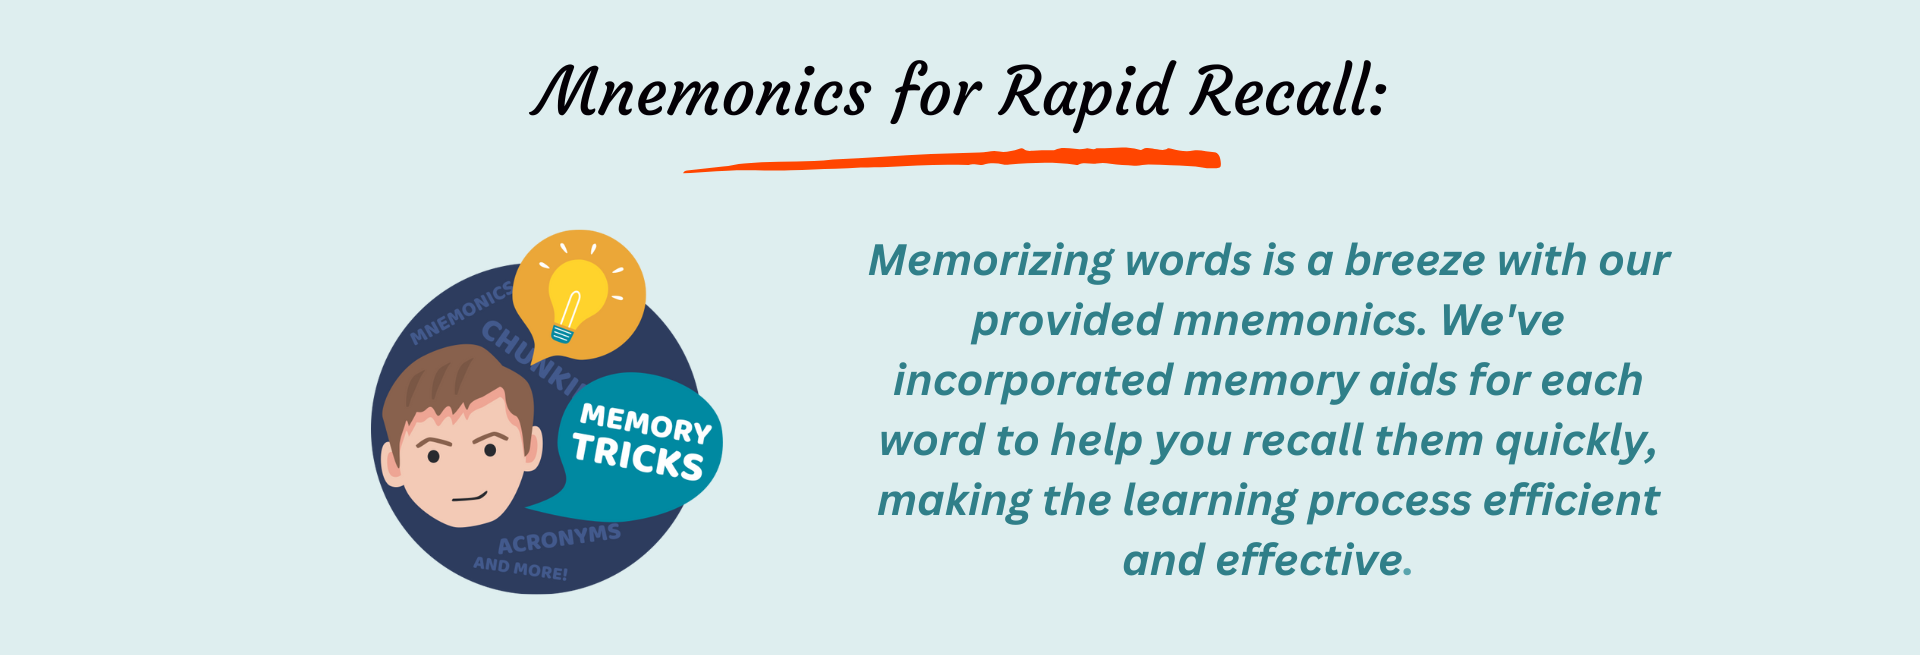 Mnemonics for Rapid Recall:
MNEMONICS
CHUNKI
MEMORY
TRICKS
ACRONYMS
AND MORE!
Memorizing words is a breeze with our
provided mnemonics. We've
incorporated memory aids for each
word to help you recall them quickly,
making the learning process efficient
and effective.